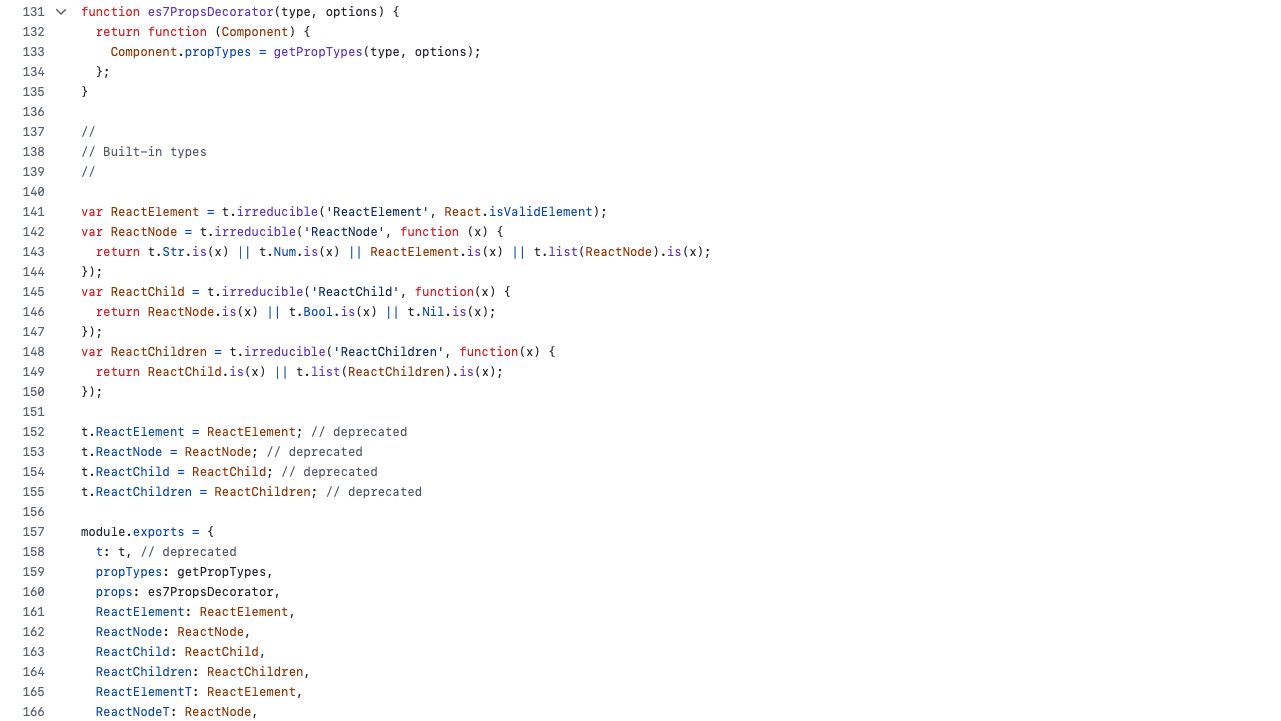 131 function es7PropsDecorator(type, options) {
132   return function (Component) {
133     Component.propTypes = getPropTypes(type, options);
134   };
135 }
136
137 //
138 // Built-in types
139 //
140
141 var ReactElement = t.irreducible('ReactElement', React.isValidElement);
142 var ReactNode = t.irreducible('ReactNode', function (x) {
143   return t.Str.is(x) || t.Num.is(x) || ReactElement.is(x) || t.list(ReactNode).is(x);
144 });
145 var ReactChild = t.irreducible('ReactChild', function(x) {
146   return ReactNode.is(x) || t.Bool.is(x) || t.Nil.is(x);
147 });
148 var ReactChildren = t.irreducible('ReactChildren', function(x) {
149   return ReactChild.is(x) || t.list(ReactChildren).is(x);
150 });
151
152 t.ReactElement = ReactElement; // deprecated
153 t.ReactNode = ReactNode; // deprecated
154 t.ReactChild = ReactChild; // deprecated
155 t.ReactChildren = ReactChildren; // deprecated
156
157 module.exports = {
158   t: t, // deprecated
159   propTypes: getPropTypes,
160   props: es7PropsDecorator,
161   ReactElement: ReactElement,
162   ReactNode: ReactNode,
163   ReactChild: ReactChild,
164   ReactChildren: ReactChildren,
165   ReactElementT: ReactElement,
166   ReactNodeT: ReactNode,